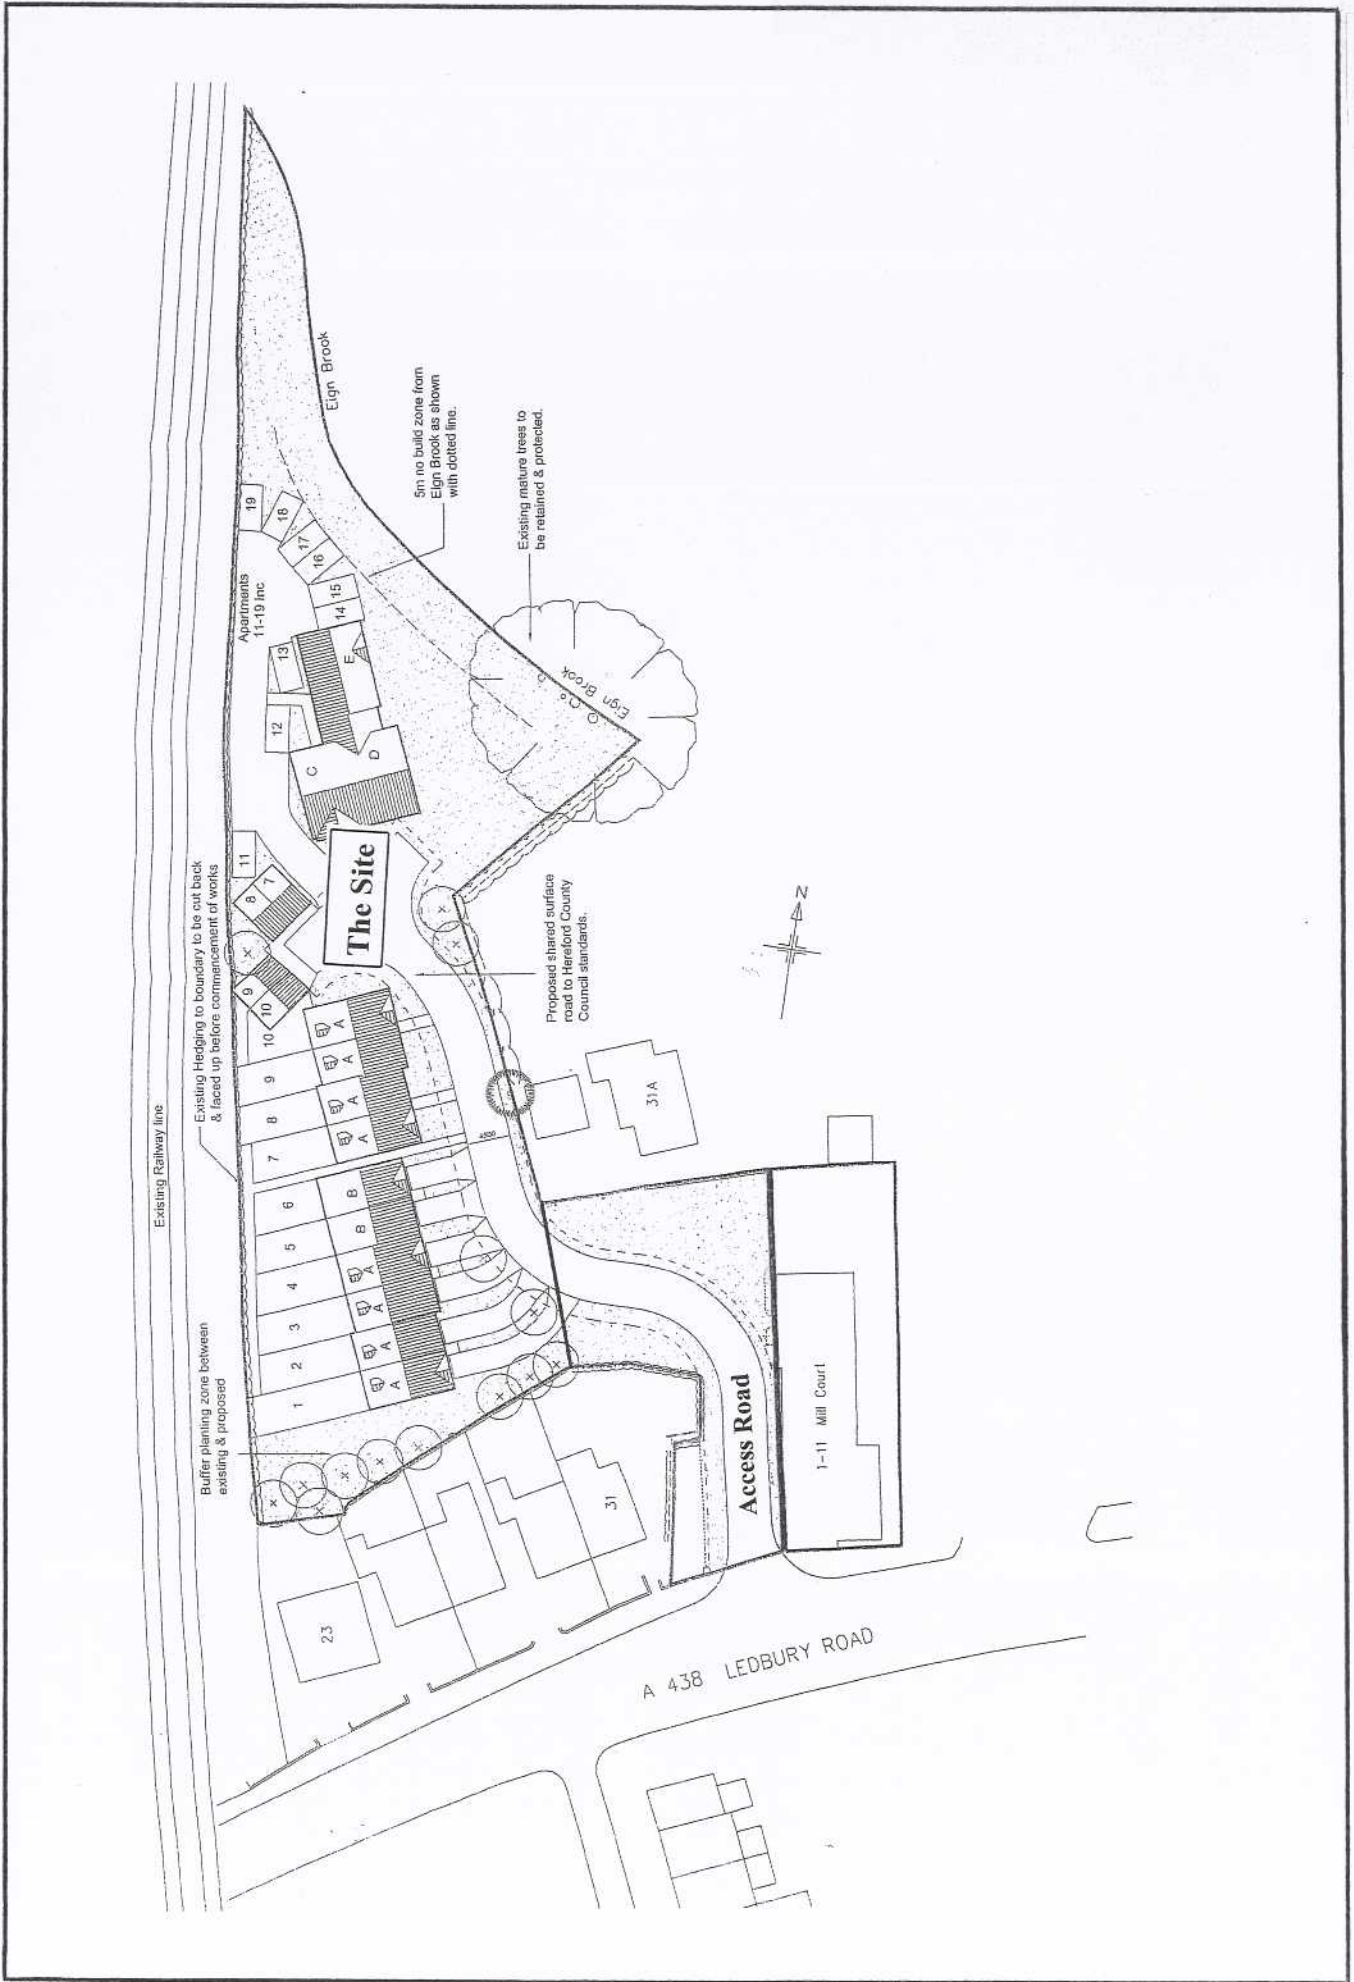 Existing Railway line
Existing Hedging to boundary to be cut back
& faced up before commencement of works
Buffer planting zone between
existing & proposed
Apartments
11-19 Inc
Eign Brook
5m no build zone from
Eign Brook as shown
with dotted line.
Existing mature trees to
be retained & protected.
Eign Brook
The Site
Proposed shared surface
road to Hereford County
Council standards.
N
19
18
17
16
15
14
13
12
11
E
C
D
8
7
9
10
10
9
8
7
6
5
4
3
2
1
A
A
A
A
B
B
A
A
A
A
4500
31A
31
23
Access Road
1-11 Mill Court
A 438 LEDBURY ROAD